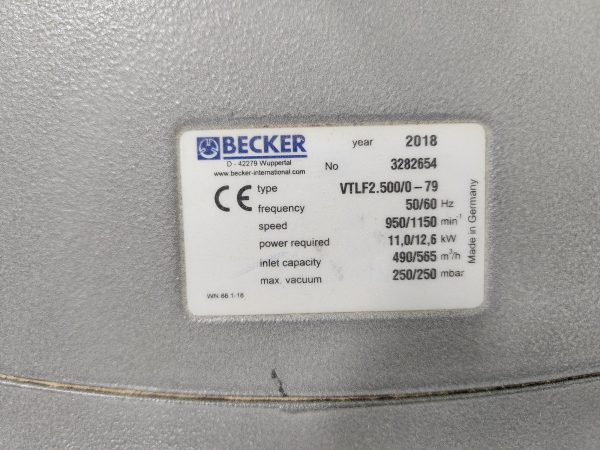 BECKER
D - 42279 Wuppertal
www.becker-international.com
year 2018
No 3282654
CE
type VTLF2.500/0-79
frequency 50/60 Hz
speed 950/1150 min⁻¹
power required 11,0/12,6 kW
inlet capacity 490/565 m³/h
max. vacuum 250/250 mbar
WN 66 1-16
Made in Germany